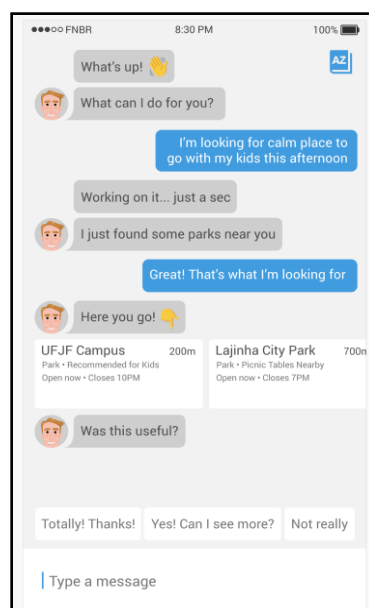 ●●●○○ FNBR 8:30 PM 100%
What's up! 👋
AZ
What can I do for you?
I'm looking for calm place to
go with my kids this afternoon
Working on it... just a sec
I just found some parks near you
Great! That's what I'm looking for
Here you go! 👇
UFJF Campus 200m
Park • Recommended for Kids
Open now • Closes 10PM
Lajinha City Park 700m
Park • Picnic Tables Nearby
Open now • Closes 7PM
Was this useful?
Totally! Thanks! Yes! Can I see more? Not really
Type a message